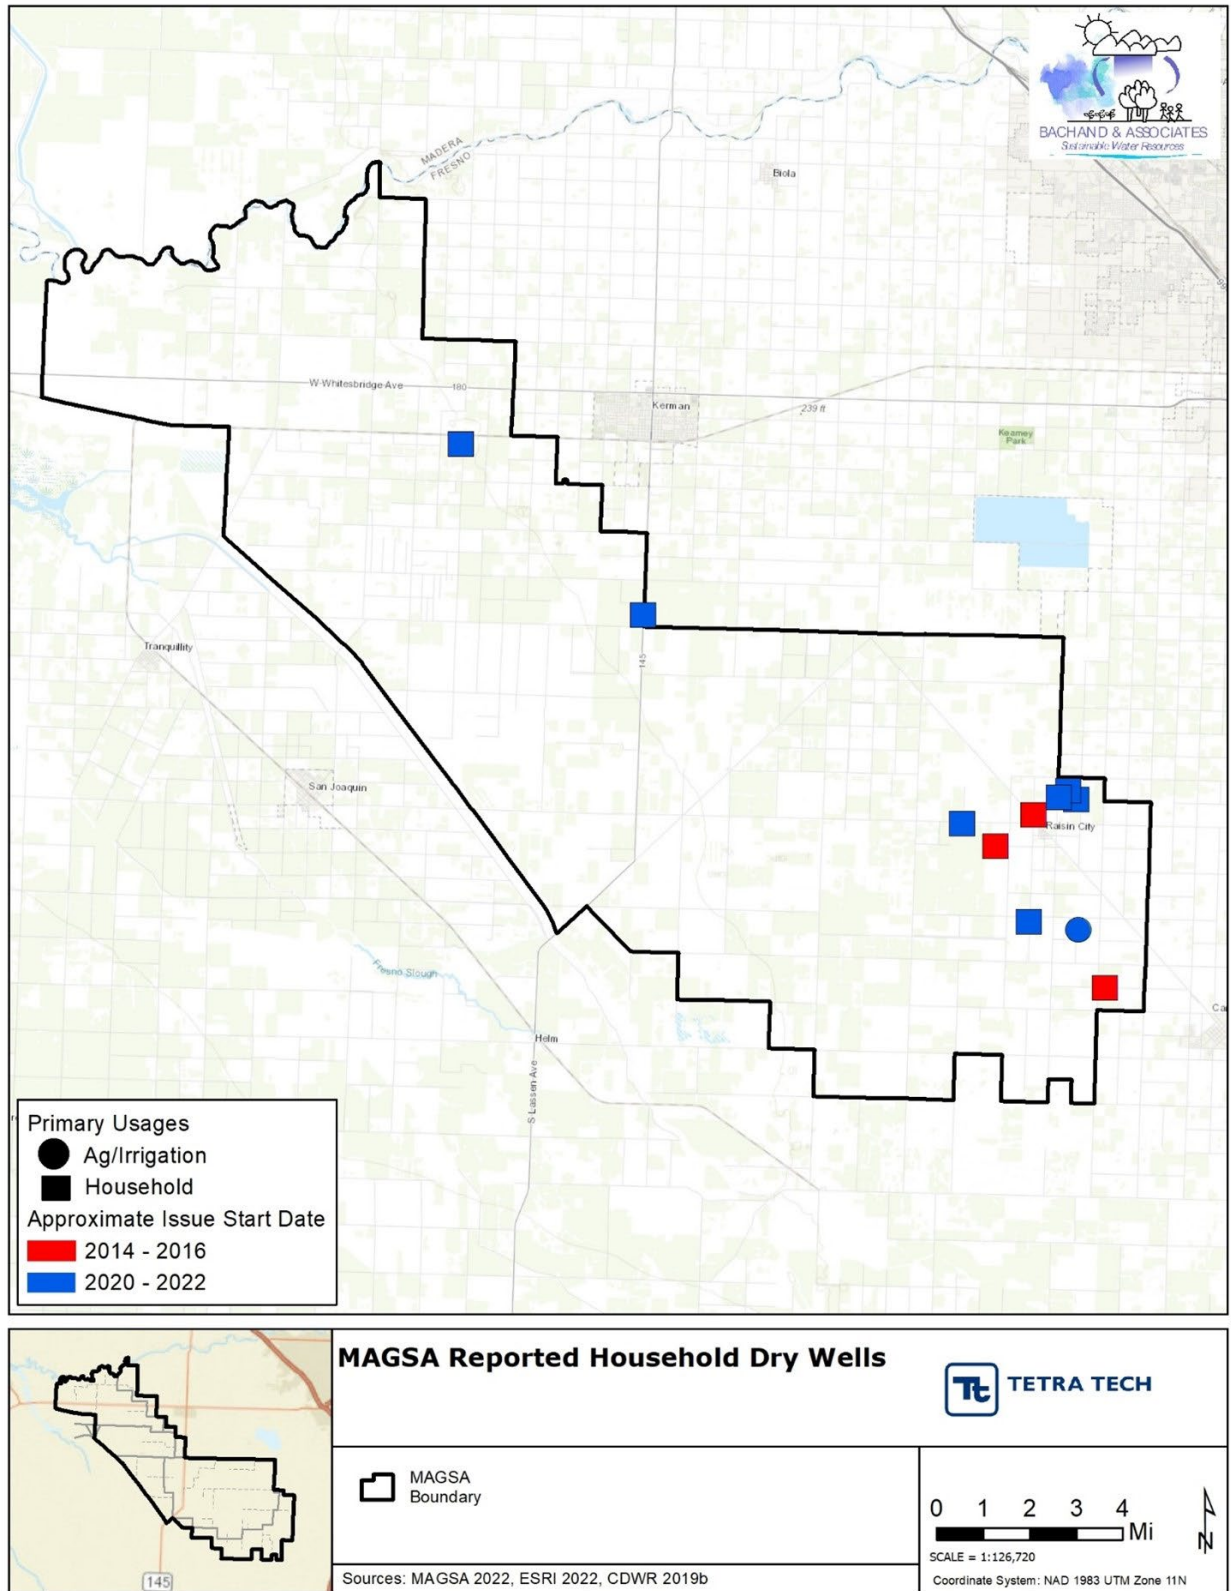 BACHAND & ASSOCIATES
Sustainable Water Resources
MADERA
FRESNO
Biola
W Whitesbridge Ave
180
Kerman
239 ft
Kearney
Park
Tranquillity
145
San Joaquin
Raisin City
Fresno Slough
Helm
S Lassen Ave
Primary Usages
Ag/Irrigation
Household
Approximate Issue Start Date
2014 - 2016
2020 - 2022
MAGSA Reported Household Dry Wells
Tt TETRA TECH
MAGSA
Boundary
0 1 2 3 4
Mi
N
SCALE = 1:126,720
145
Sources: MAGSA 2022, ESRI 2022, CDWR 2019b
Coordinate System: NAD 1983 UTM Zone 11N